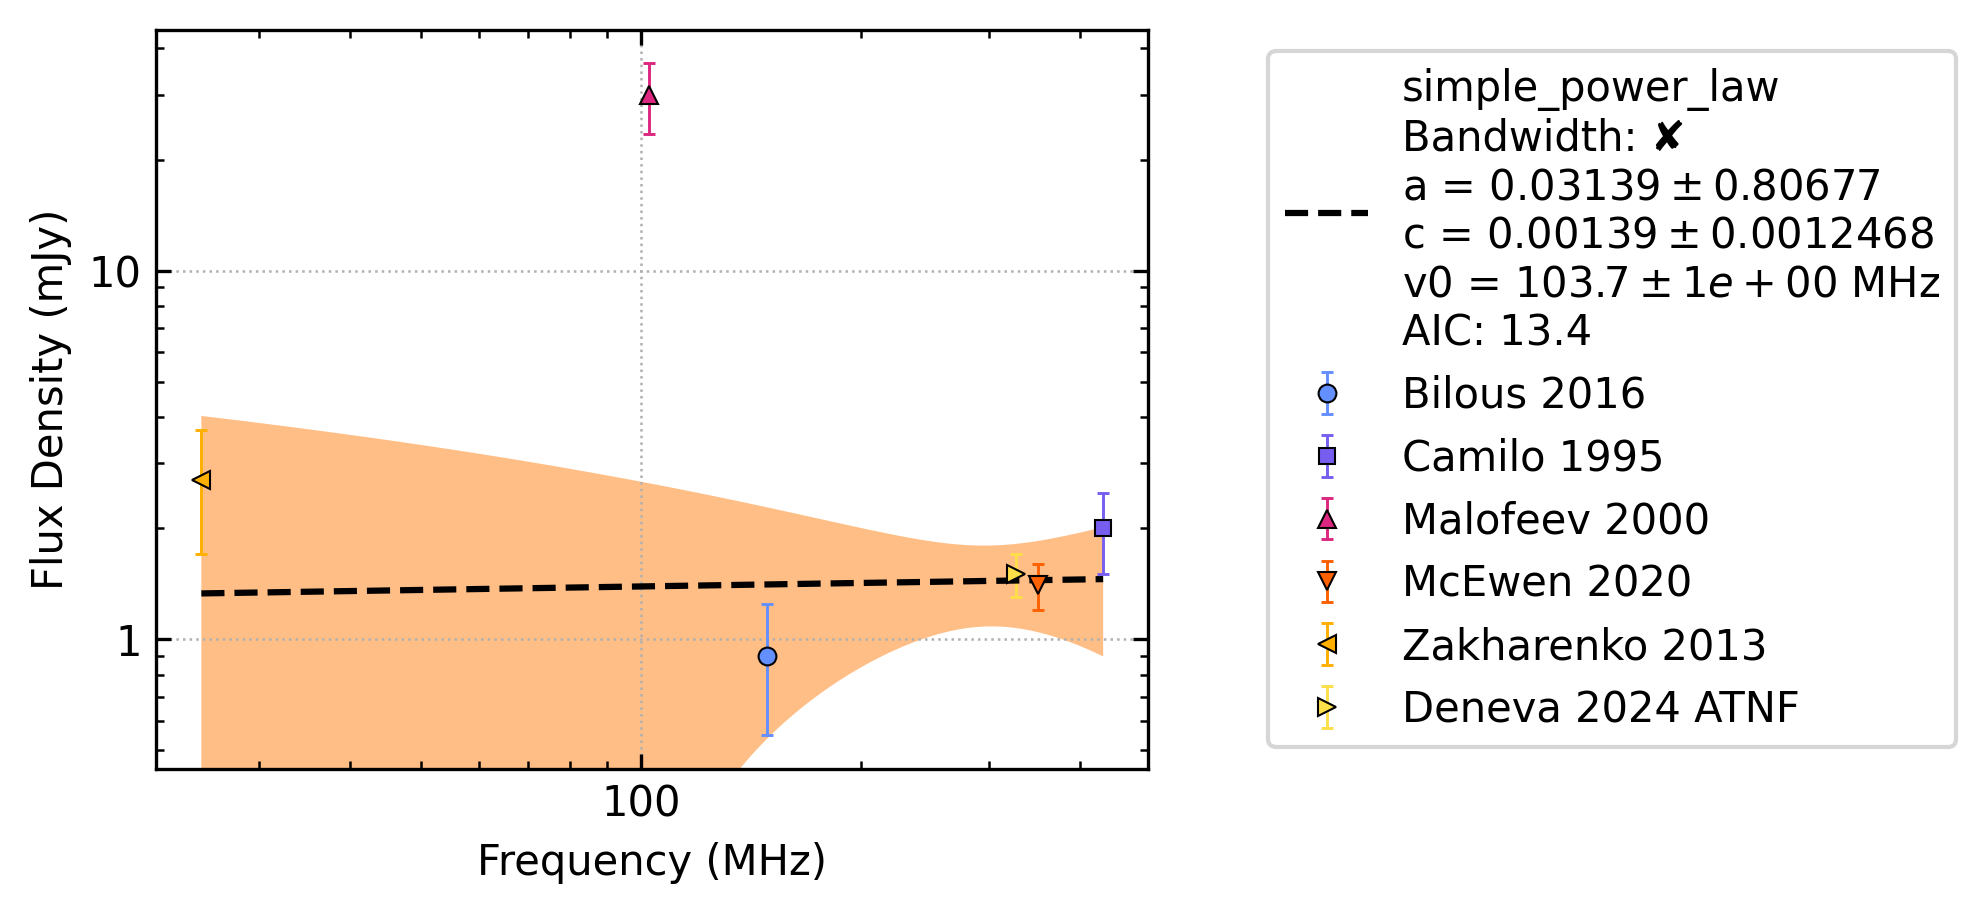 simple_power_law
Bandwidth: ✘
a = 0.03139 ± 0.80677
c = 0.00139 ± 0.0012468
v0 = 103.7 ± 1e + 00 MHz
AIC: 13.4
Bilous 2016
Camilo 1995
Malofeev 2000
McEwen 2020
Zakharenko 2013
Deneva 2024 ATNF
Flux Density (mJy)
10
1
100
Frequency (MHz)